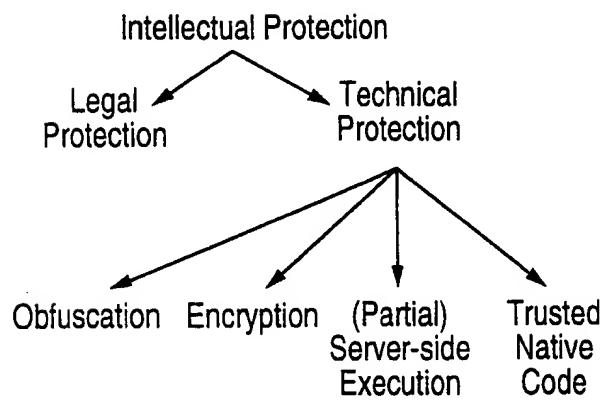 Intellectual Protection
Legal
Protection
Technical
Protection
Obfuscation
Encryption
(Partial)
Server-side
Execution
Trusted
Native
Code